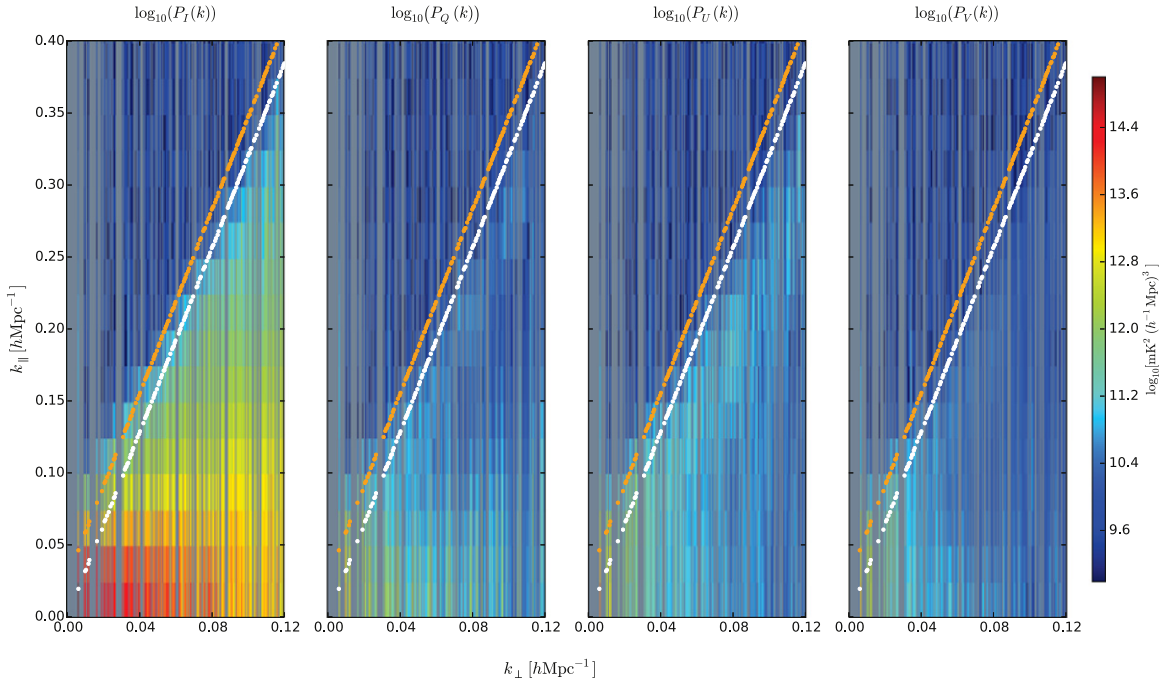 log₁₀(P_I(k)) log₁₀(P_Q(k)) log₁₀(P_U(k)) log₁₀(P_V(k))
0.40
0.35
0.30
0.25
0.20
0.15
0.10
0.05
0.00
k_∥ [hMpc⁻¹]
0.00 0.04 0.08 0.12
0.00 0.04 0.08 0.12
0.00 0.04 0.08 0.12
0.00 0.04 0.08 0.12
k_⊥ [hMpc⁻¹]
14.4
13.6
12.8
12.0
11.2
10.4
9.6
log₁₀[mK² (h⁻¹Mpc)³ ]